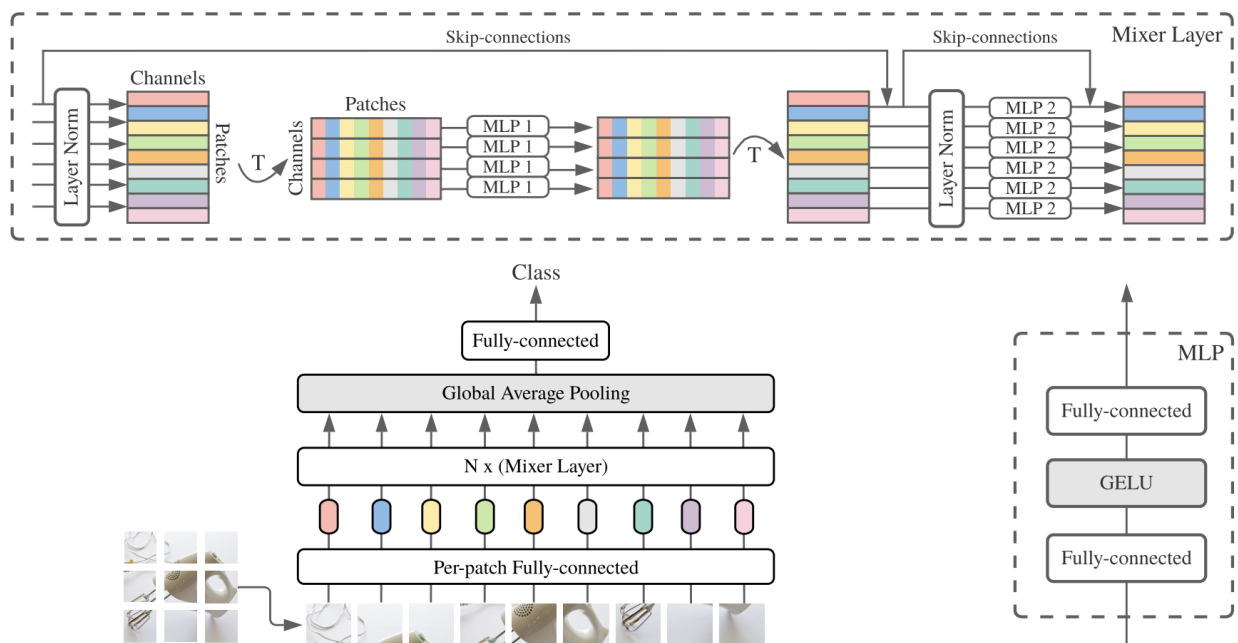 Skip-connections
Skip-connections
Mixer Layer
Channels
Layer Norm
Patches
T
Patches
Channels
MLP 1
MLP 1
MLP 1
MLP 1
T
Layer Norm
MLP 2
MLP 2
MLP 2
MLP 2
MLP 2
MLP 2
Class
Fully-connected
Global Average Pooling
N x (Mixer Layer)
Per-patch Fully-connected
MLP
Fully-connected
GELU
Fully-connected